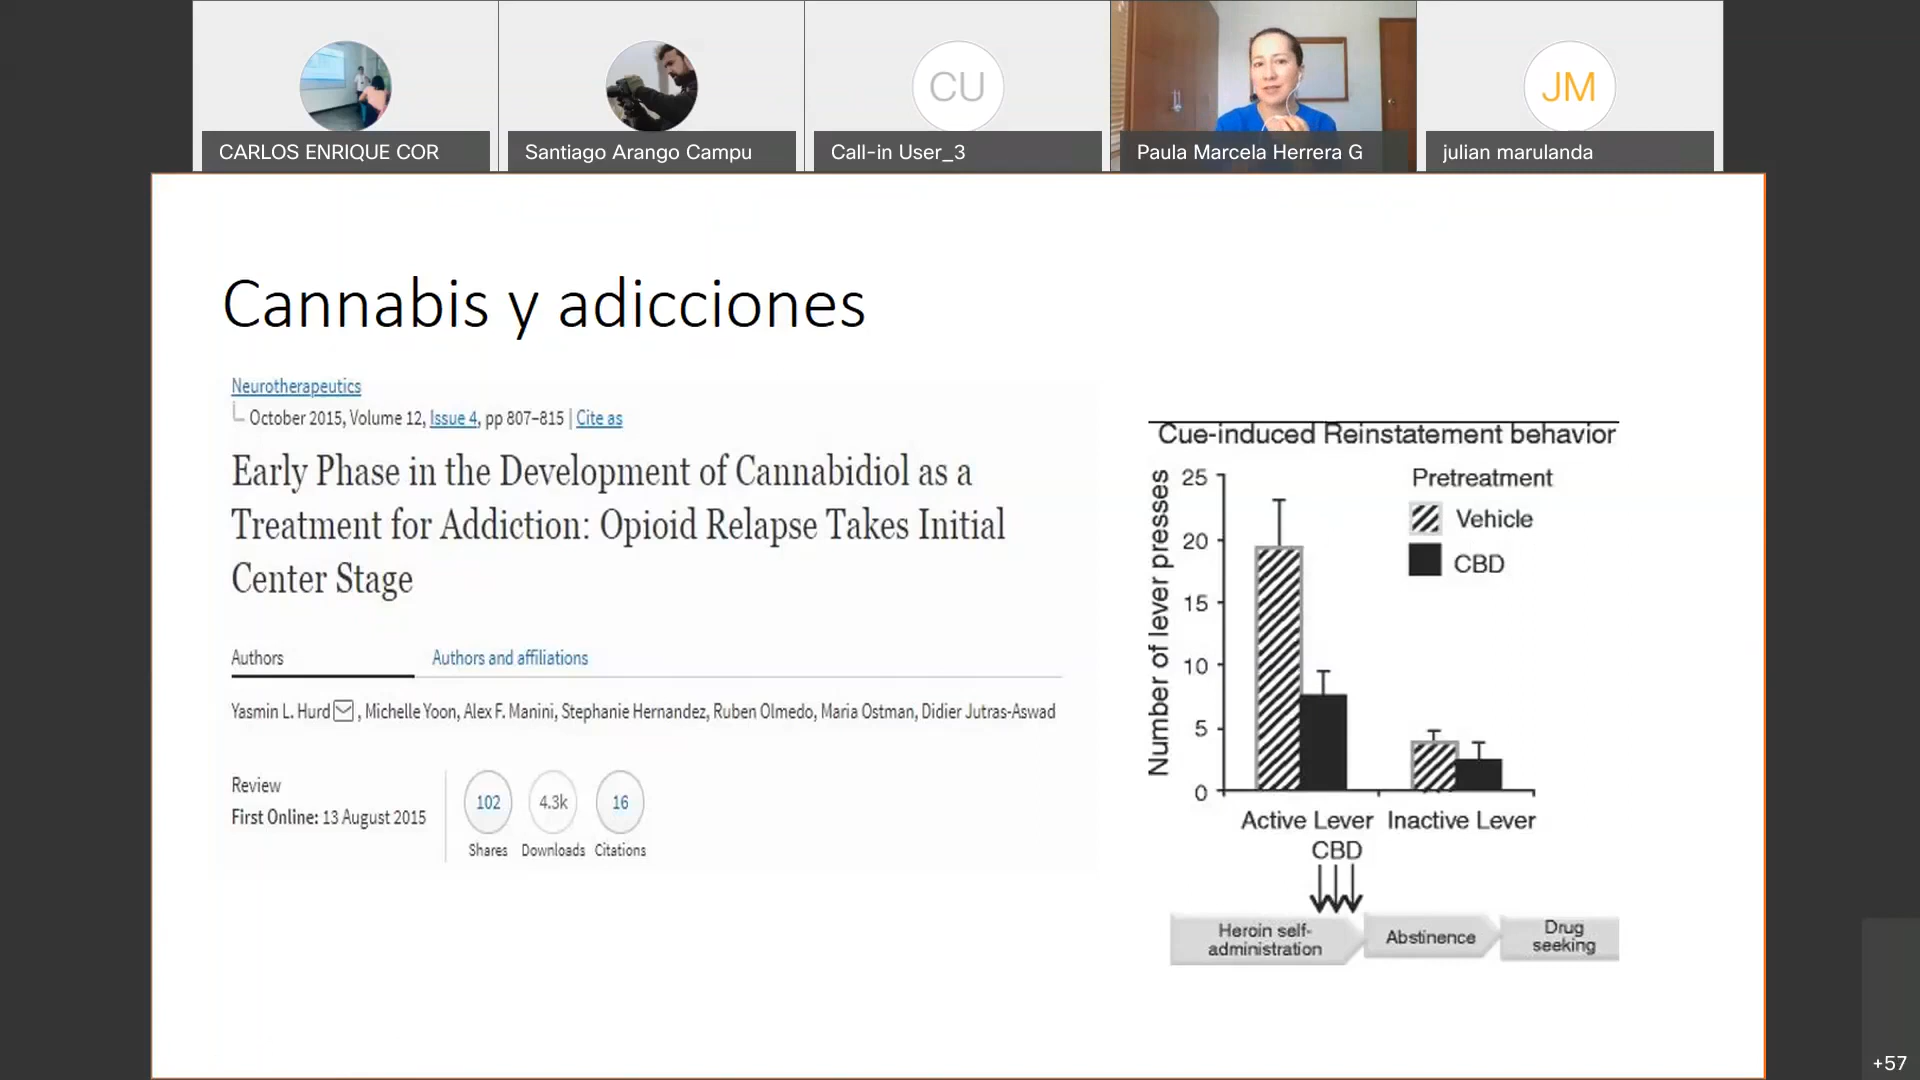 CU
JM
CARLOS ENRIQUE COR
Santiago Arango Campu
Call-in User_3
Paula Marcela Herrera G
julian marulanda
Cannabis y adicciones
Neurotherapeutics
October 2015, Volume 12, Issue 4, pp 807–815 | Cite as
Early Phase in the Development of Cannabidiol as a
Treatment for Addiction: Opioid Relapse Takes Initial
Center Stage
Authors
Authors and affiliations
Yasmin L. Hurd , Michelle Yoon, Alex F. Manini, Stephanie Hernandez, Ruben Olmedo, Maria Ostman, Didier Jutras-Aswad
Review
First Online: 13 August 2015
102
4.3k
16
Shares
Downloads
Citations
Cue-induced Reinstatement behavior
Number of lever presses
25
20
15
10
5
0
Pretreatment
Vehicle
CBD
Active Lever
Inactive Lever
CBD
Heroin self-
administration
Abstinence
Drug
seeking
+57